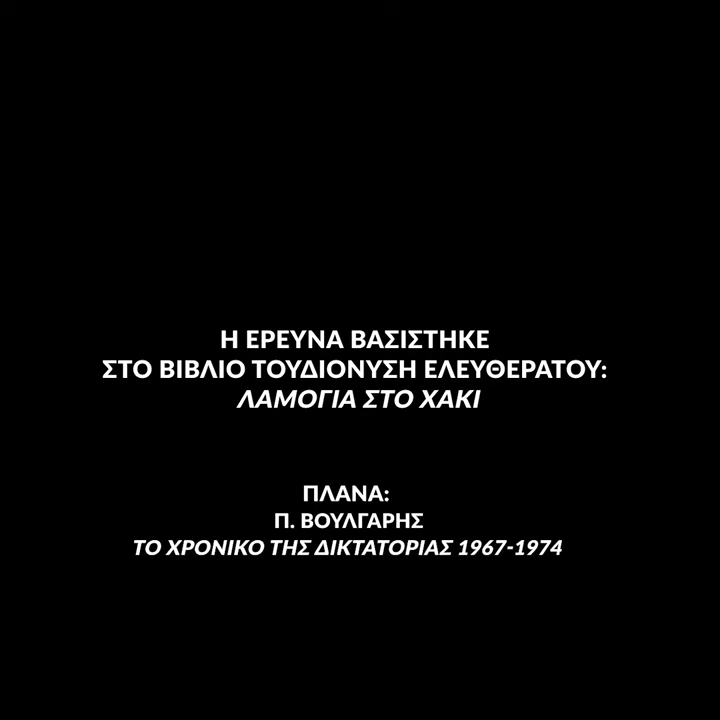 Η ΕΡΕΥΝΑ ΒΑΣΙΣΤΗΚΕ
ΣΤΟ ΒΙΒΛΙΟ ΤΟΥΔΙΟΝΥΣΗ ΕΛΕΥΘΕΡΑΤΟΥ:
ΛΑΜΟΓΙΑ ΣΤΟ ΧΑΚΙ
ΠΛΑΝΑ:
Π. ΒΟΥΛΓΑΡΗΣ
ΤΟ ΧΡΟΝΙΚΟ ΤΗΣ ΔΙΚΤΑΤΟΡΙΑΣ 1967-1974